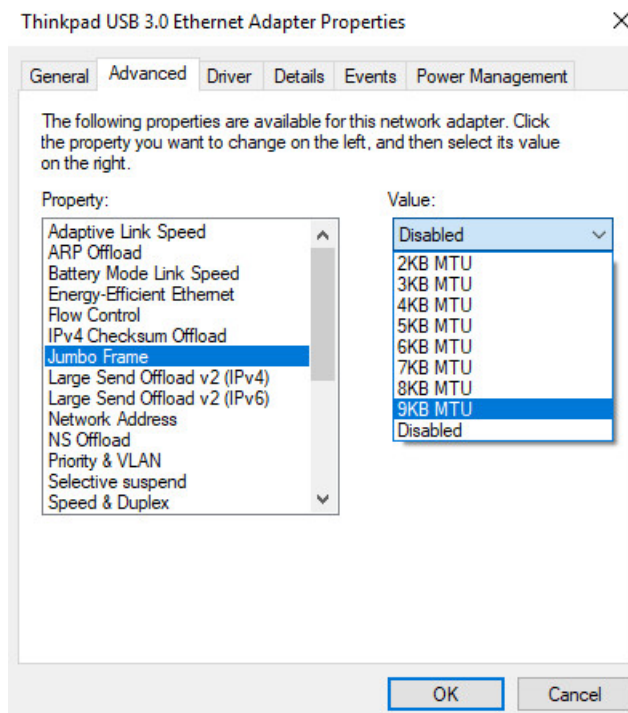 Thinkpad USB 3.0 Ethernet Adapter Properties
General
Advanced
Driver
Details
Events
Power Management
The following properties are available for this network adapter. Click
the property you want to change on the left, and then select its value
on the right.
Property:
Adaptive Link Speed
ARP Offload
Battery Mode Link Speed
Energy-Efficient Ethernet
Flow Control
IPv4 Checksum Offload
Jumbo Frame
Large Send Offload v2 (IPv4)
Large Send Offload v2 (IPv6)
Network Address
NS Offload
Priority & VLAN
Selective suspend
Speed & Duplex
Value:
Disabled
2KB MTU
3KB MTU
4KB MTU
5KB MTU
6KB MTU
7KB MTU
8KB MTU
9KB MTU
Disabled
OK
Cancel